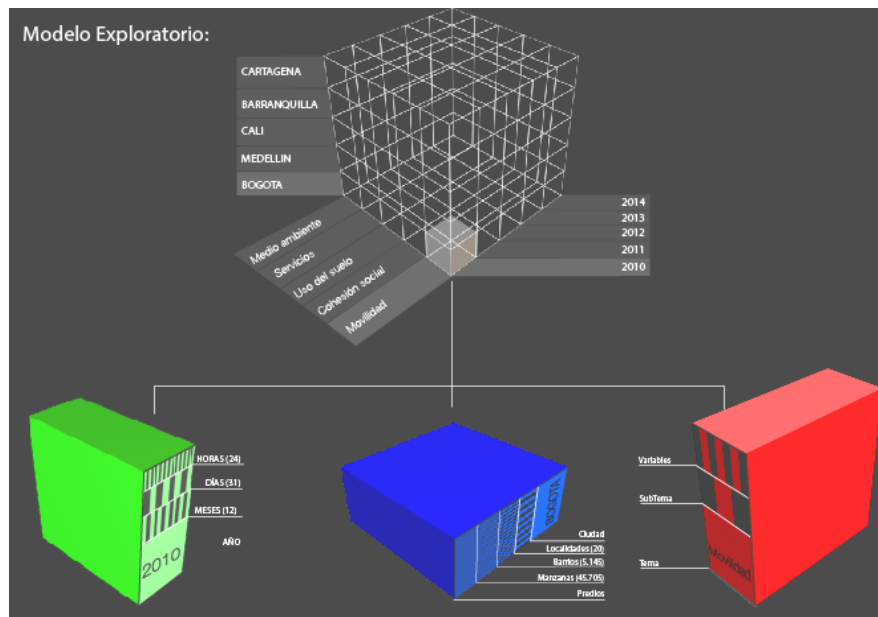 Modelo Exploratorio:
CARTAGENA
BARRANQUILLA
CALI
MEDELLIN
BOGOTA
Medio ambiente
Servicios
Uso del suelo
Cohesión social
Movilidad
2014
2013
2012
2011
2010
HORAS (24)
DÍAS (31)
MESES (12)
AÑO
2010
BOGOTA
Ciudad
Localidades (20)
Barrios (5.145)
Manzanas (45.705)
Predios
Variables
SubTema
Tema
Movilidad